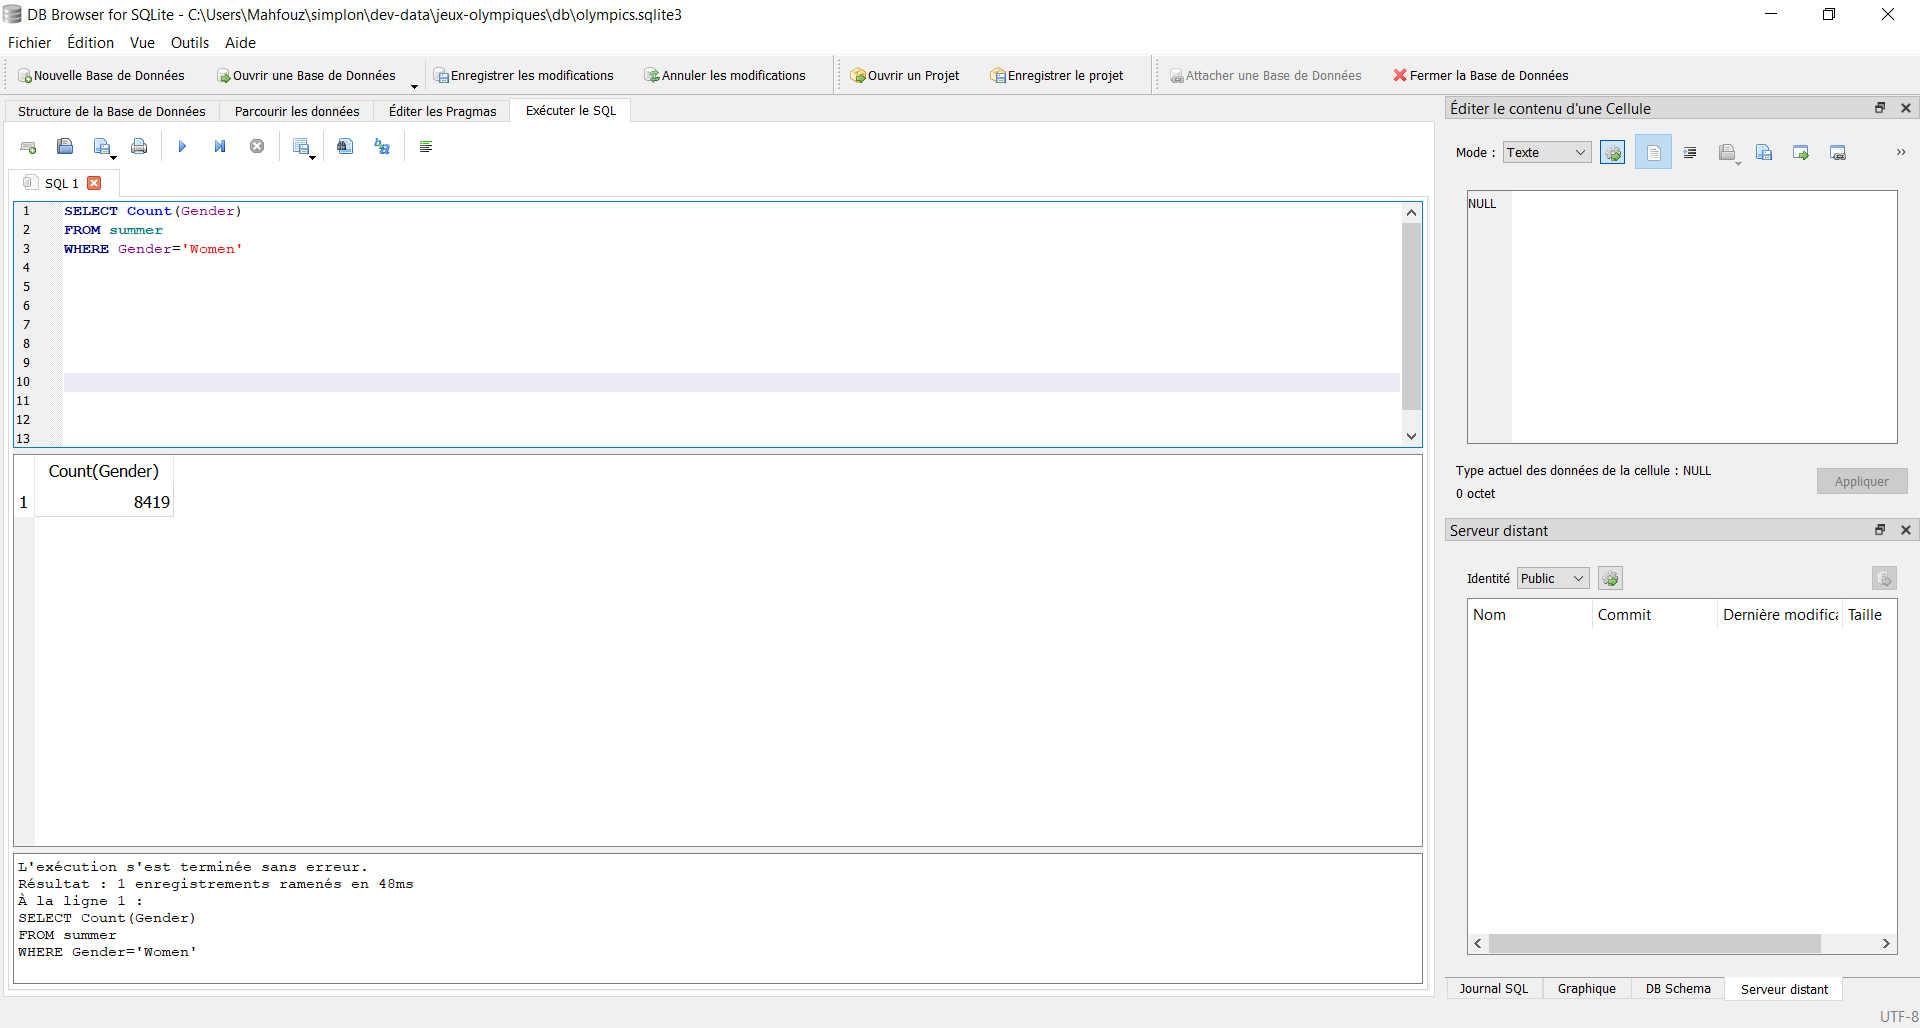 DB Browser for SQLite - C:\Users\Mahfouz\simplon\dev-data\jeux-olympiques\db\olympics.sqlite3
Fichier Édition Vue Outils Aide
Nouvelle Base de Données Ouvrir une Base de Données Enregistrer les modifications Annuler les modifications Ouvrir un Projet Enregistrer le projet Attacher une Base de Données Fermer la Base de Données
Structure de la Base de Données Parcourir les données Éditer les Pragmas Exécuter le SQL
SQL 1
1 SELECT Count(Gender)
2 FROM summer
3 WHERE Gender='Women'
4
5
6
7
8
9
10
11
12
13
Count(Gender)
1 8419
L'exécution s'est terminée sans erreur.
Résultat : 1 enregistrements ramenés en 48ms
À la ligne 1 :
SELECT Count(Gender)
FROM summer
WHERE Gender='Women'
Éditer le contenu d'une Cellule
Mode : Texte
NULL
Type actuel des données de la cellule : NULL
0 octet
Appliquer
Serveur distant
Identité Public
Nom Commit Dernière modifica Taille
Journal SQL Graphique DB Schema Serveur distant
UTF-8